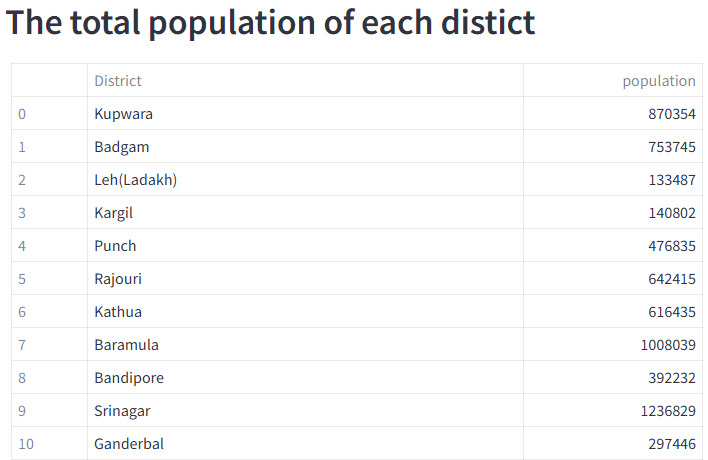 The total population of each distict
District population
0 Kupwara 870354
1 Badgam 753745
2 Leh(Ladakh) 133487
3 Kargil 140802
4 Punch 476835
5 Rajouri 642415
6 Kathua 616435
7 Baramula 1008039
8 Bandipore 392232
9 Srinagar 1236829
10 Ganderbal 297446